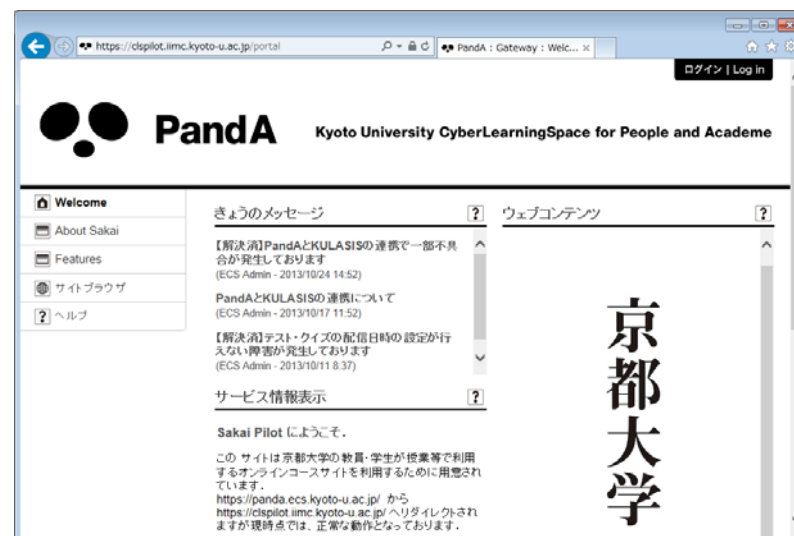 https://clspilot.iimc.kyoto-u.ac.jp/portal
PandA : Gateway : Welc...
ログイン | Log in
PandA
Kyoto University CyberLearningSpace for People and Academe
Welcome
About Sakai
Features
サイトブラウザ
ヘルプ
きょうのメッセージ
【解決済】PandAとKULASISの連携で一部不具
合が発生しております
(ECS Admin - 2013/10/24 14:52)
PandAとKULASISの連携について
(ECS Admin - 2013/10/17 11:52)
【解決済】テスト・クイズの配信日時の設定が行
えない障害が発生しております
(ECS Admin - 2013/10/11 8:37)
サービス情報表示
Sakai Pilot にようこそ.
この サイトは京都大学の教員・学生が授業等で利用
するオンラインコースサイトを利用するために用意され
ています.
https://panda.ecs.kyoto-u.ac.jp/ から
https://clspilot.iimc.kyoto-u.ac.jp/ へリダイレクトされ
ますが現時点では、正常な動作となっております.
ウェブコンテンツ
京都大学